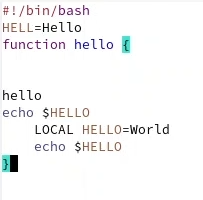 #!/bin/bash
HELL=Hello
function hello {
hello
echo $HELLO
LOCAL HELLO=World
echo $HELLO
}